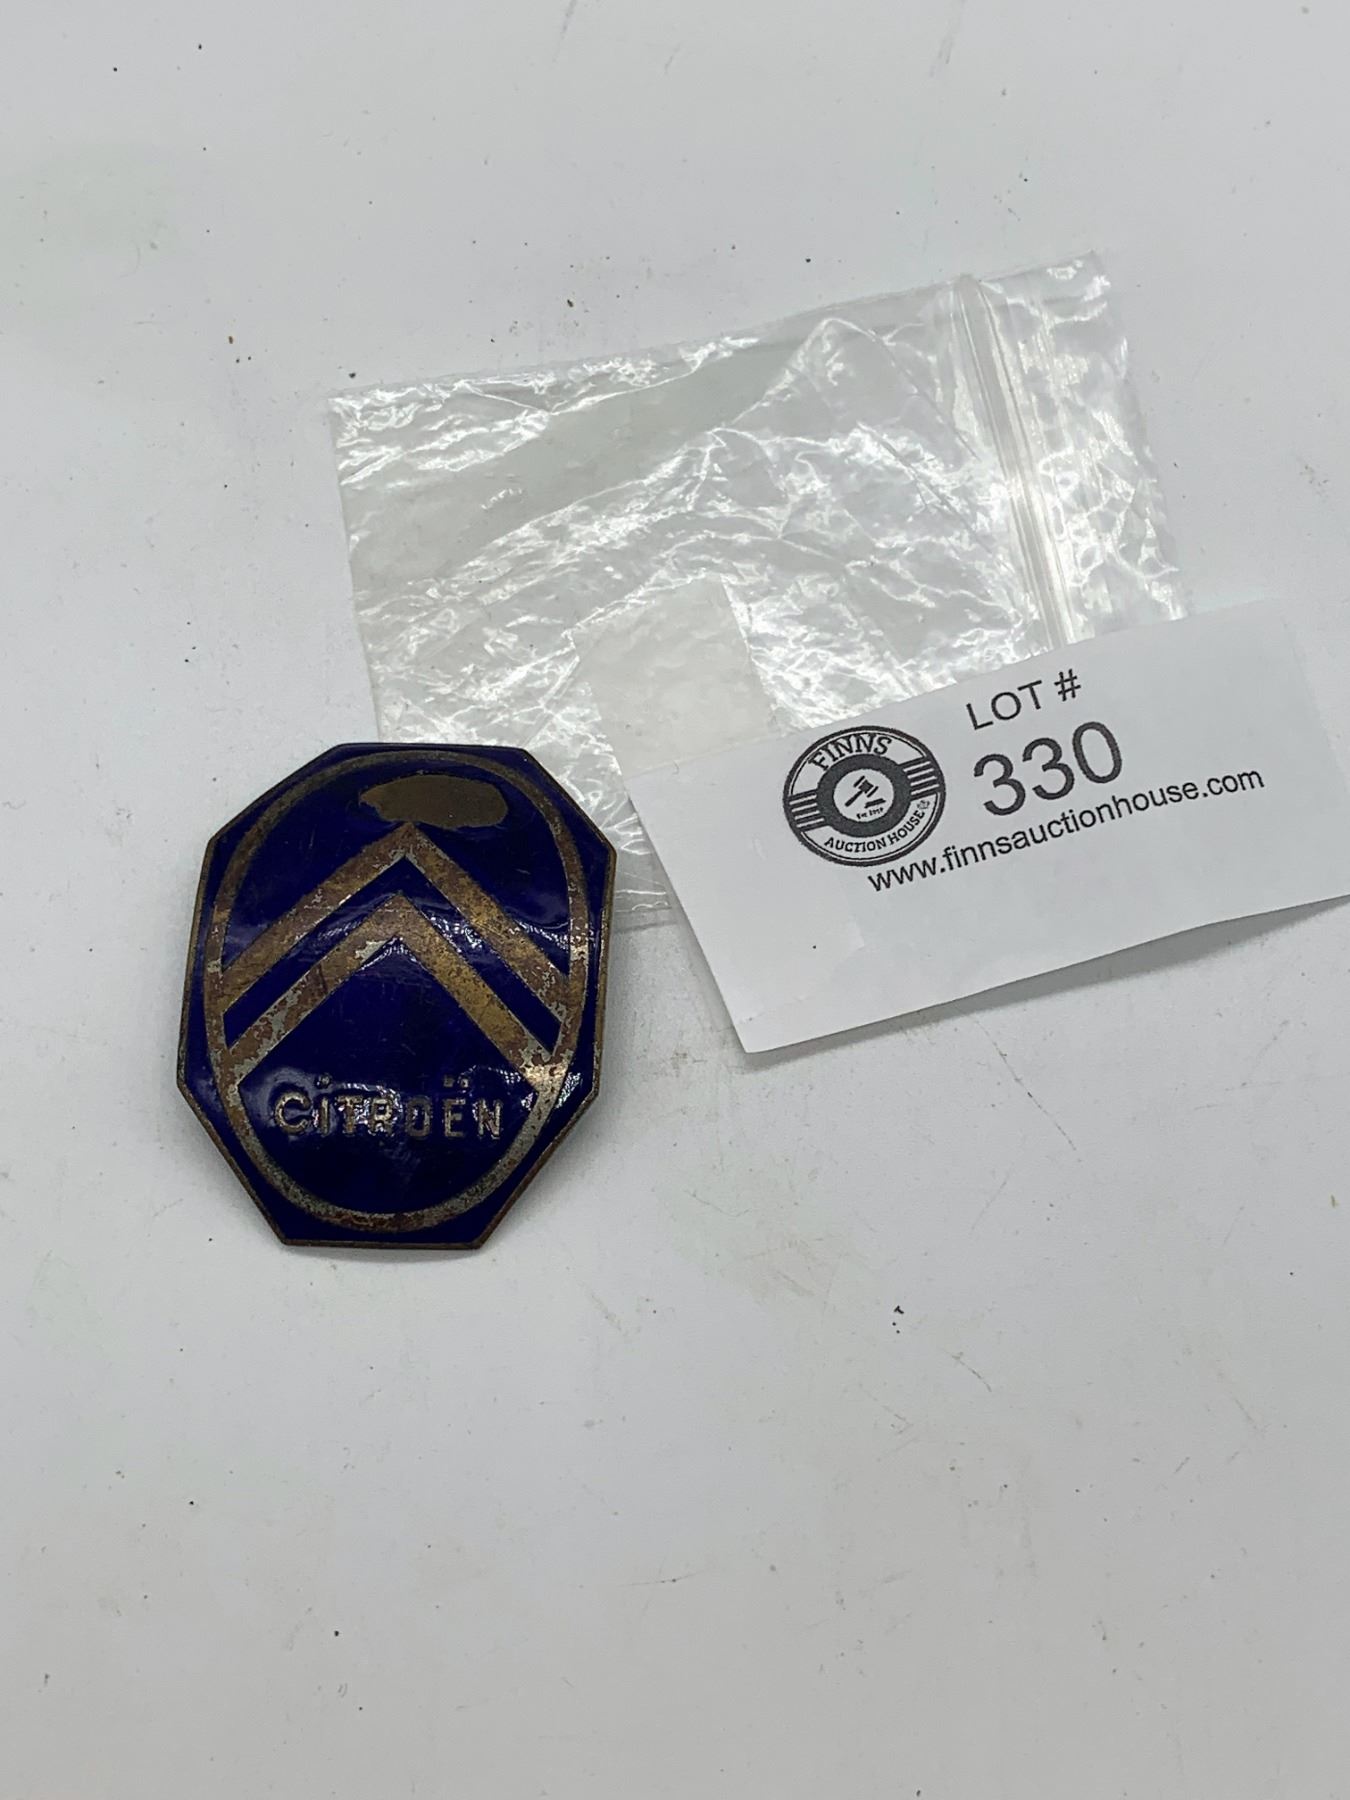 LOT #
330
www.finnsauctionhouse.com
FINNS
AUCTION HOUSE
CITROËN